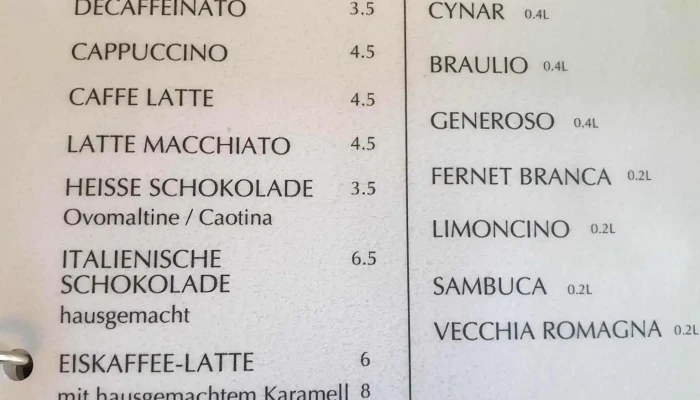 DECAFFEINATO 3.5
CAPPUCCINO 4.5
CAFFE LATTE 4.5
LATTE MACCHIATO 4.5
HEISSE SCHOKOLADE 3.5
Ovomaltine / Caotina
ITALIENISCHE 6.5
SCHOKOLADE
hausgemacht
EISKAFFEE-LATTE 6
mit hausgemachtem Karamell 8
CYNAR 0.4L
BRAULIO 0.4L
GENEROSO 0.4L
FERNET BRANCA 0.2L
LIMONCINO 0.2L
SAMBUCA 0.2L
VECCHIA ROMAGNA 0.2L